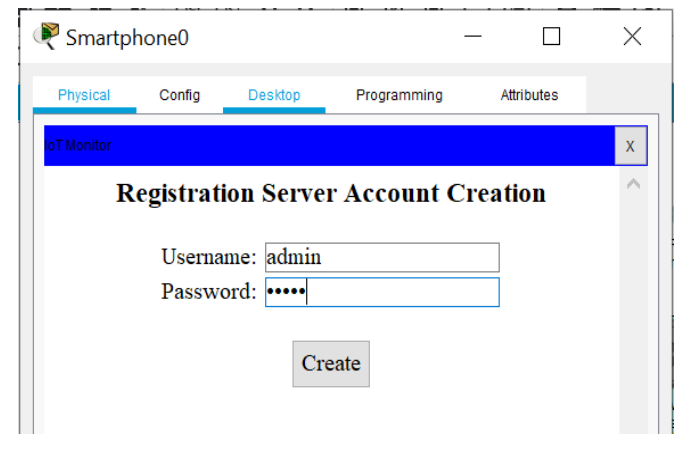 Smartphone0
Physical Config Desktop Programming Attributes
IoT Monitor X
Registration Server Account Creation
Username: admin
Password: •••••
Create